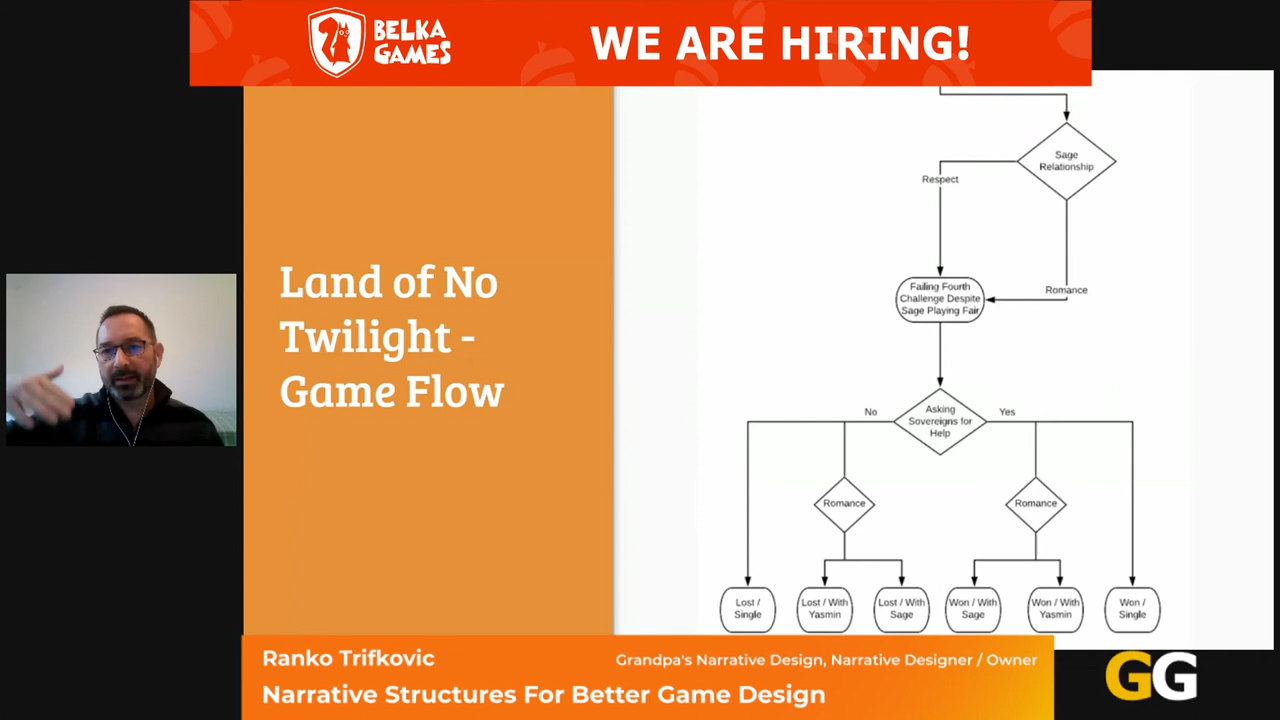 BELKA
GAMES
WE ARE HIRING!
Land of No
Twilight -
Game Flow
Sage
Relationship
Respect
Romance
Failing Fourth
Challenge Despite
Sage Playing Fair
No
Asking
Sovereigns for
Help
Yes
Romance
Romance
Lost /
Single
Lost / With
Yasmin
Lost / With
Sage
Won / With
Sage
Won / With
Yasmin
Won /
Single
Ranko Trifkovic
Grandpa's Narrative Design, Narrative Designer / Owner
Narrative Structures For Better Game Design
GG